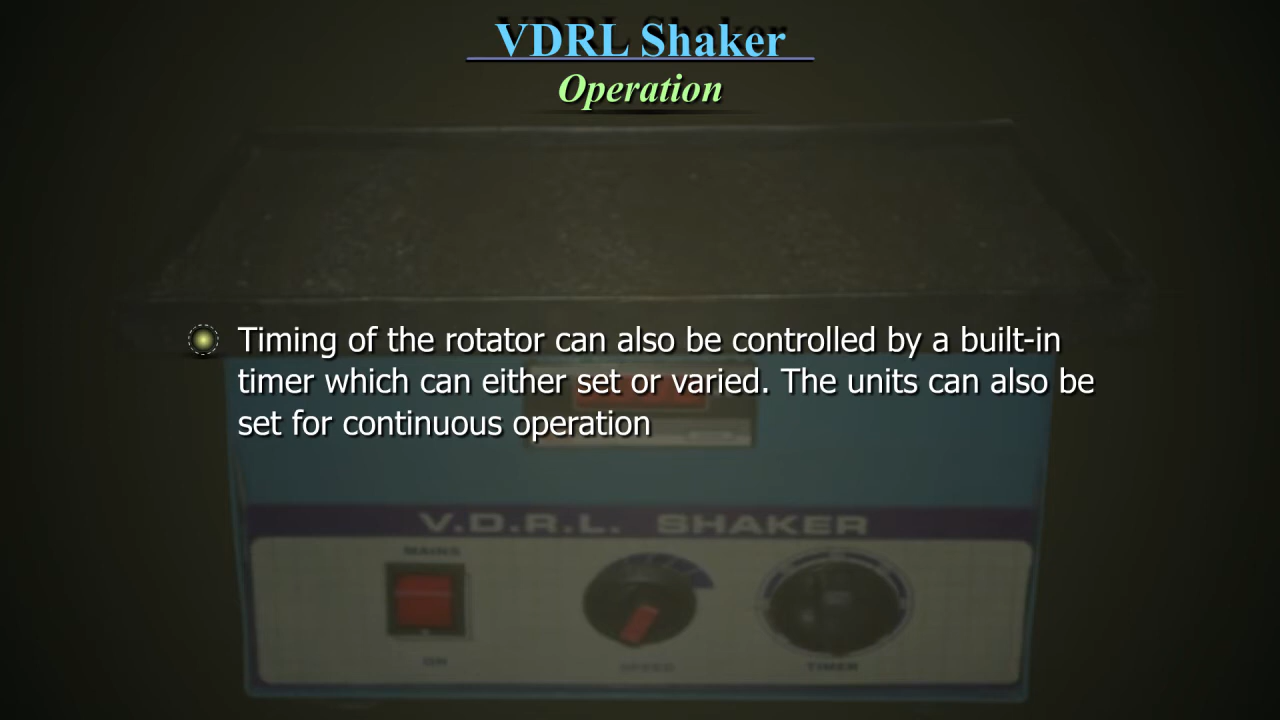 VDRL Shaker
Operation
Timing of the rotator can also be controlled by a built-in
timer which can either set or varied. The units can also be
set for continuous operation
V.D.R.L. SHAKER
MAINS
ON
SPEED
TIMER